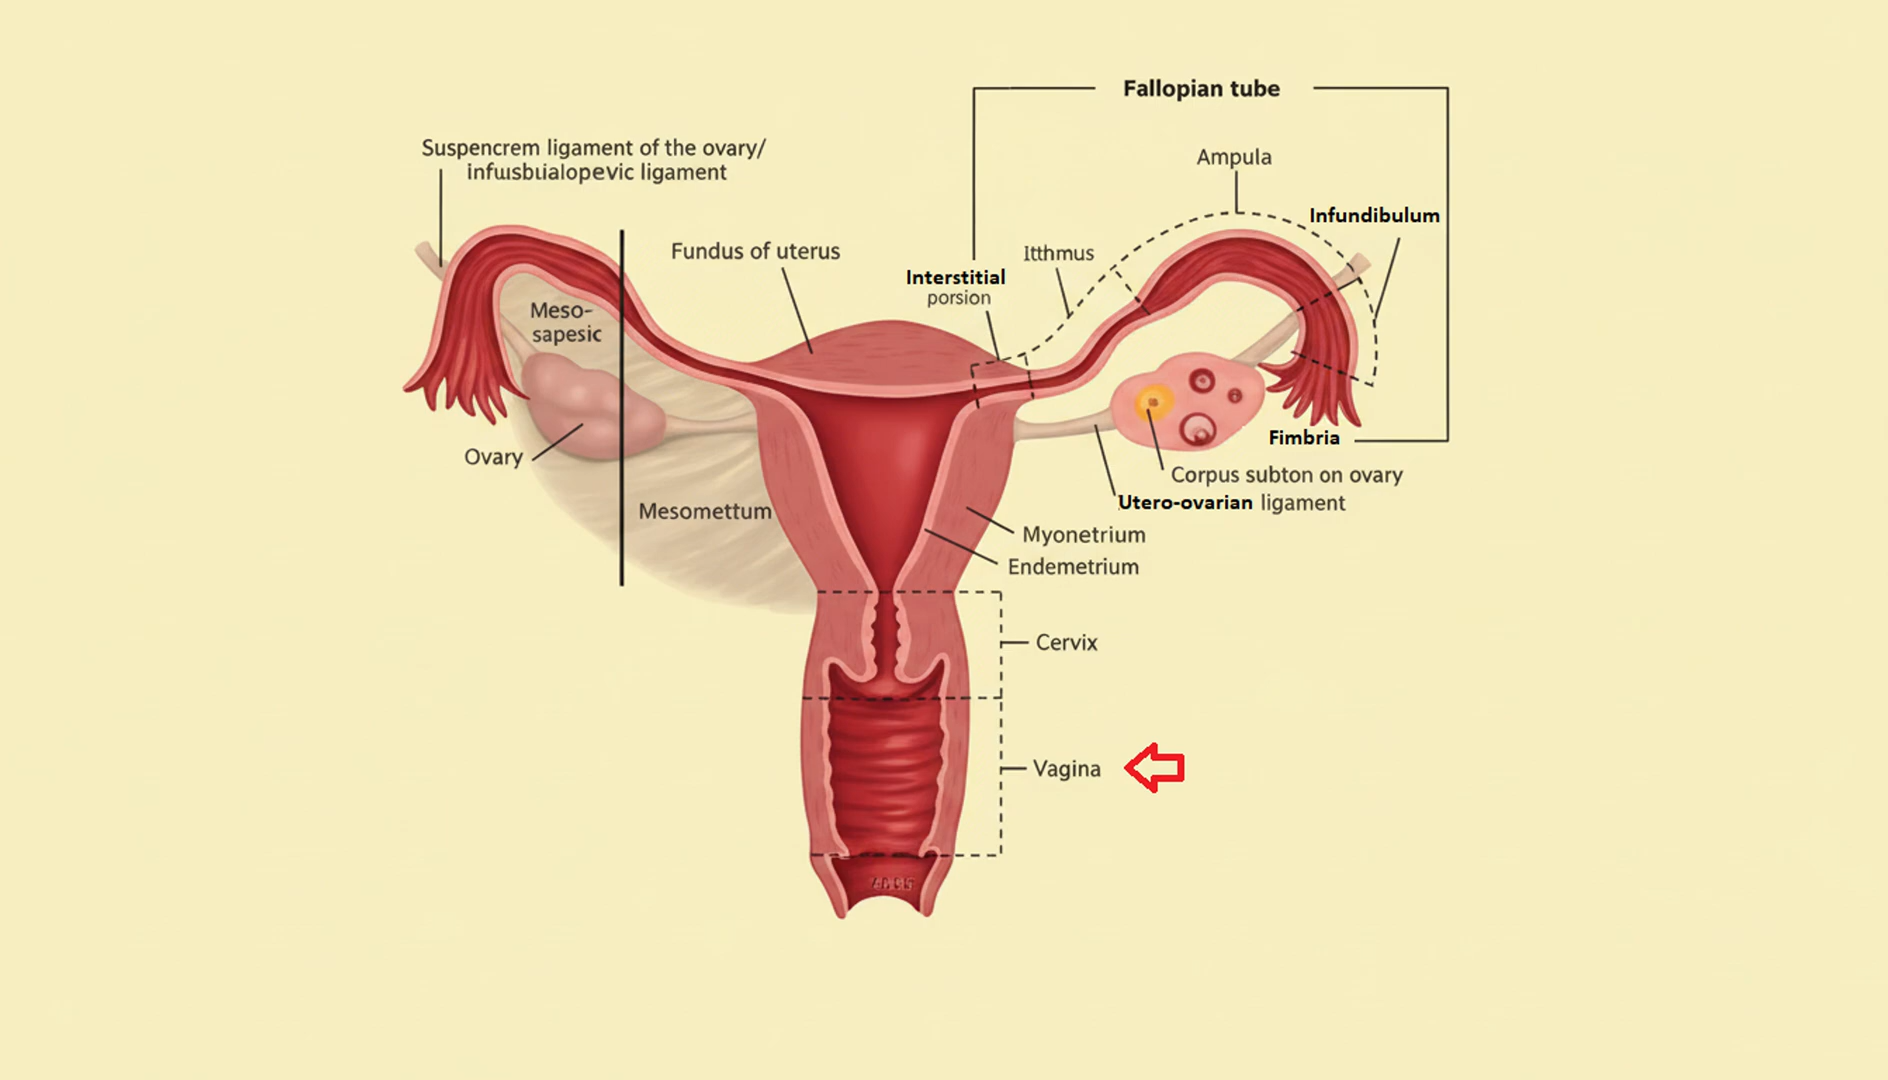 Fallopian tube
Suspencrem ligament of the ovary/
infusbıialopevic ligament
Ampula
Infundibulum
Fundus of uterus
Itthmus
Interstitial
porsion
Meso-
sapesic
Ovary
Fimbria
Corpus subton on ovary
Utero-ovarian ligament
Mesomettum
Myonetrium
Endemetrium
Cervix
Vagina